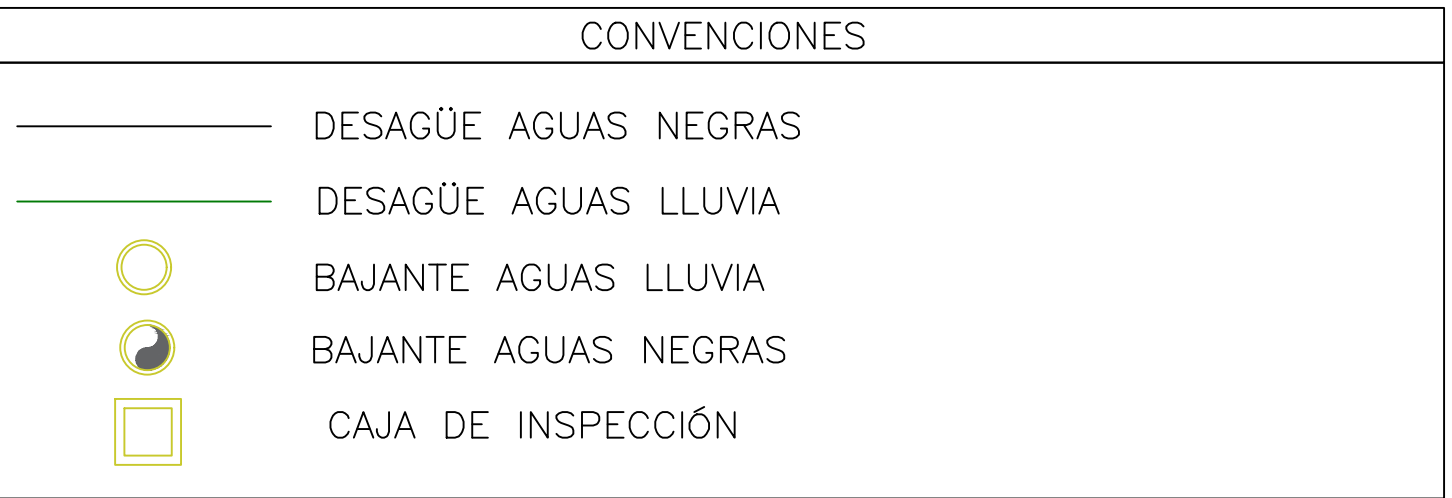 CONVENCIONES
DESAGÜE AGUAS NEGRAS
DESAGÜE AGUAS LLUVIA
BAJANTE AGUAS LLUVIA
BAJANTE AGUAS NEGRAS
CAJA DE INSPECCIÓN